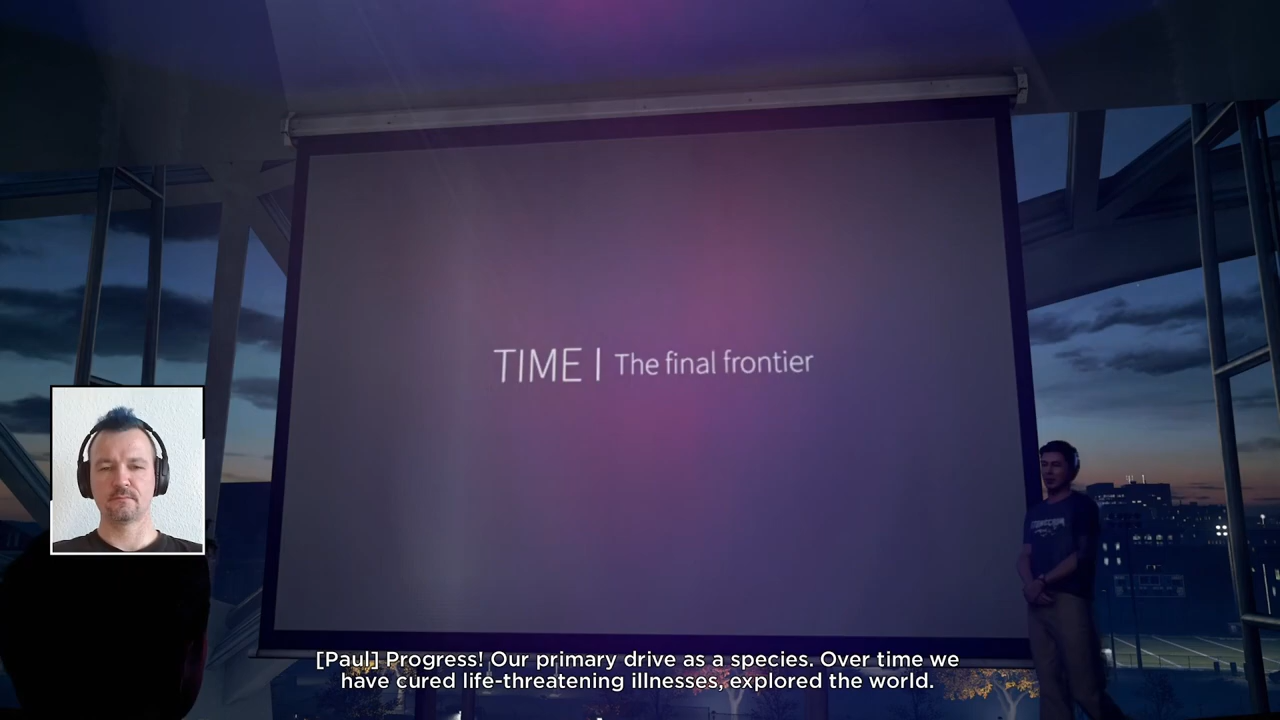 TIME | The final frontier
[Paul] Progress! Our primary drive as a species. Over time we
have cured life-threatening illnesses, explored the world.